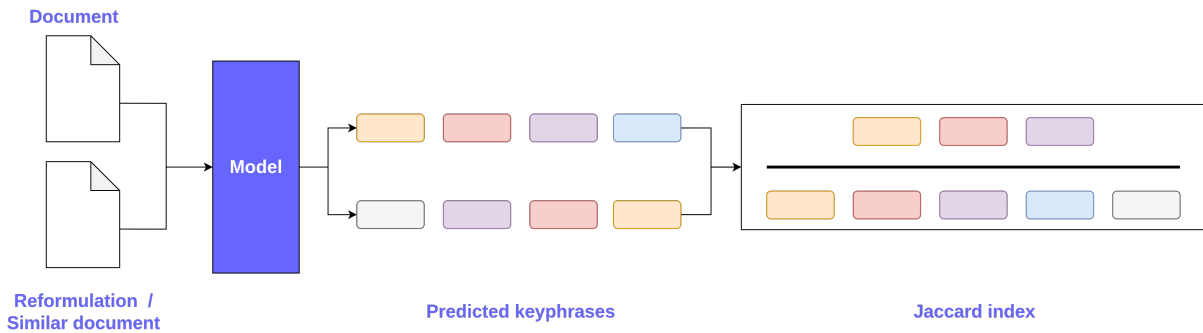 Document
Model
Reformulation /
Similar document
Predicted keyphrases
Jaccard index